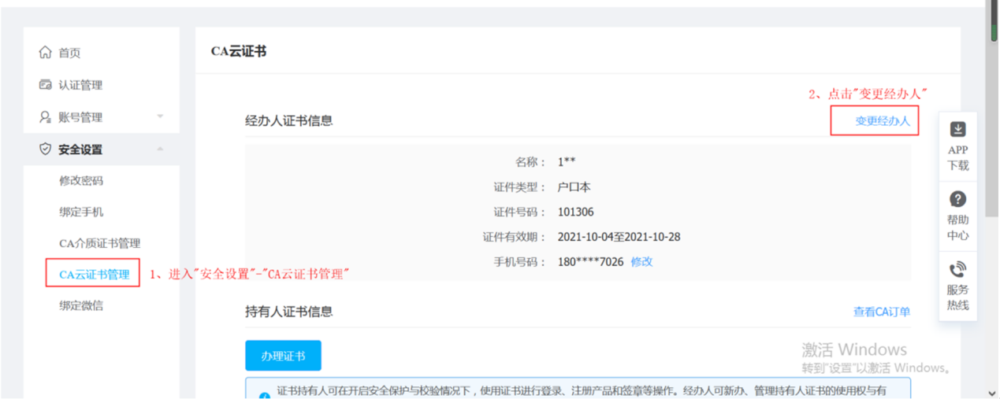 首页
认证管理
账号管理
安全设置
修改密码
绑定手机
CA介质证书管理
CA云证书管理
绑定微信
1、进入"安全设置"-"CA云证书管理"
CA云证书
2、点击"变更经办人"
经办人证书信息
变更经办人
名称： 1**
证件类型： 户口本
证件号码： 101306
证件有效期： 2021-10-04至2021-10-28
手机号码： 180****7026 修改
持有人证书信息
查看CA订单
办理证书
证书持有人可在开启安全保护与校验情况下，使用证书进行登录、注册产品和签章等操作。经办人可新办、管理持有人证书的使用权与有
APP
下载
帮助
中心
服务
热线
激活 Windows
转到"设置"以激活 Windows。